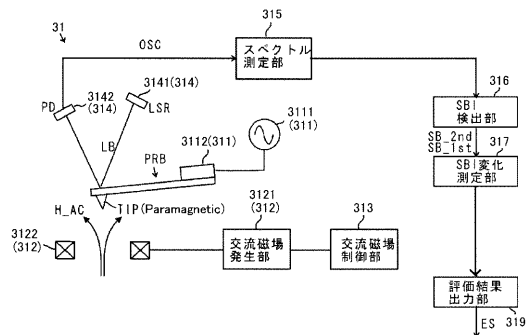 31
OSC
315
スペクトル
測定部
3142
(314)
PD
3141(314)
LSR
LB
3111
(311)
3112(311)
PRB
316
SBI
検出部
SB_2nd
SB_1st
317
SBI変化
測定部
H_AC
TIP(Paramagnetic)
3121
(312)
313
3122
(312)
交流磁場
発生部
交流磁場
制御部
評価結果
出力部
ES
319